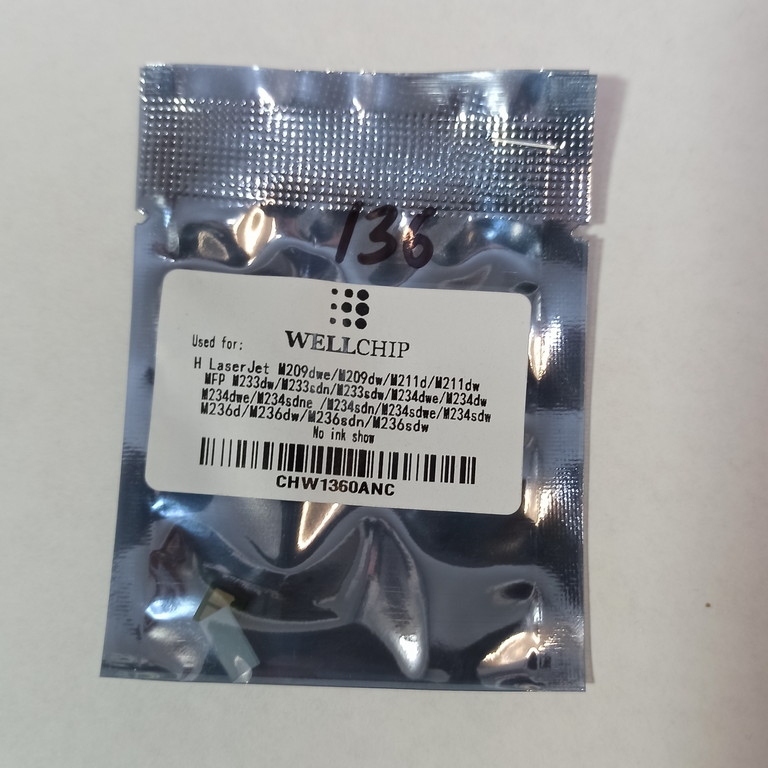 136
WELLCHIP
Used for:
H LaserJet M209dwe/M209dw/M211d/M211dw
MFP M233dw/M233sdn/M233sdw/M234dwe/M234dw
M234dwe/M234sdne /M234sdn/M234sdwe/M234sdw
M236d/M236dw/M236sdn/M236sdw
No ink show
CHW1360ANC